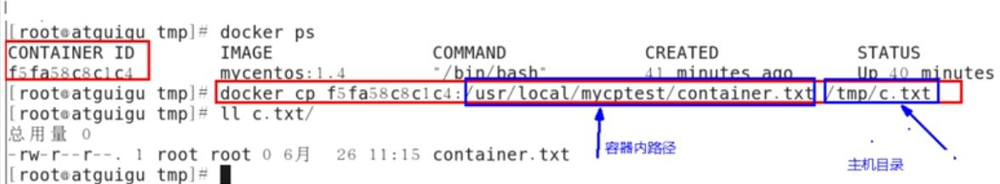 [root@atguigu tmp]# docker ps
CONTAINER ID IMAGE COMMAND CREATED STATUS
f5fa58c8c1c4 mycentos:1.4 "/bin/bash" 41 minutes ago Up 40 minutes
[root@atguigu tmp]# docker cp f5fa58c8c1c4:/usr/local/mycptest/container.txt /tmp/c.txt
[root@atguigu tmp]# ll c.txt/
总用量 0
-rw-r--r--. 1 root root 0 6月 26 11:15 container.txt
容器内路径
主机目录
[root@atguigu tmp]#